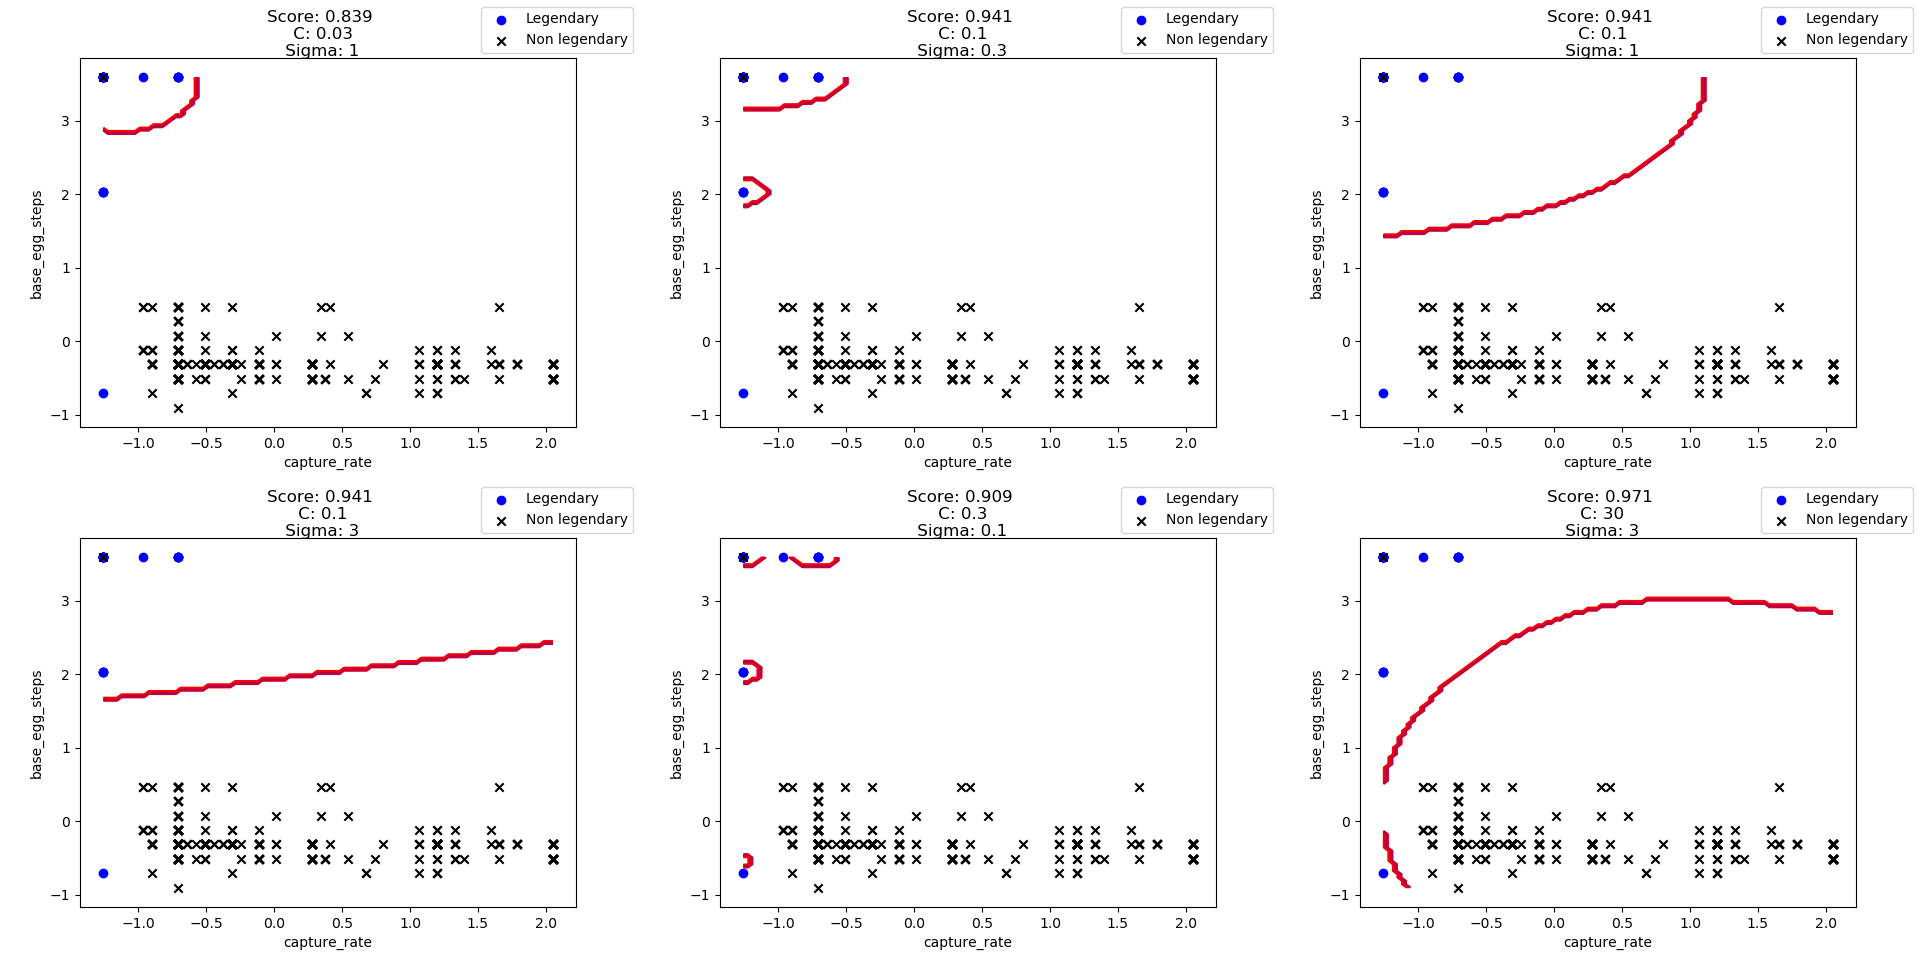 Score: 0.839
C: 0.03
Sigma: 1
Legendary
Non legendary
base_egg_steps
3
2
1
0
−1
−1.0 −0.5 0.0 0.5 1.0 1.5 2.0
capture_rate
Score: 0.941
C: 0.1
Sigma: 0.3
Legendary
Non legendary
base_egg_steps
3
2
1
0
−1
−1.0 −0.5 0.0 0.5 1.0 1.5 2.0
capture_rate
Score: 0.941
C: 0.1
Sigma: 1
Legendary
Non legendary
base_egg_steps
3
2
1
0
−1
−1.0 −0.5 0.0 0.5 1.0 1.5 2.0
capture_rate
Score: 0.941
C: 0.1
Sigma: 3
Legendary
Non legendary
base_egg_steps
3
2
1
0
−1
−1.0 −0.5 0.0 0.5 1.0 1.5 2.0
capture_rate
Score: 0.909
C: 0.3
Sigma: 0.1
Legendary
Non legendary
base_egg_steps
3
2
1
0
−1
−1.0 −0.5 0.0 0.5 1.0 1.5 2.0
capture_rate
Score: 0.971
C: 30
Sigma: 3
Legendary
Non legendary
base_egg_steps
3
2
1
0
−1
−1.0 −0.5 0.0 0.5 1.0 1.5 2.0
capture_rate